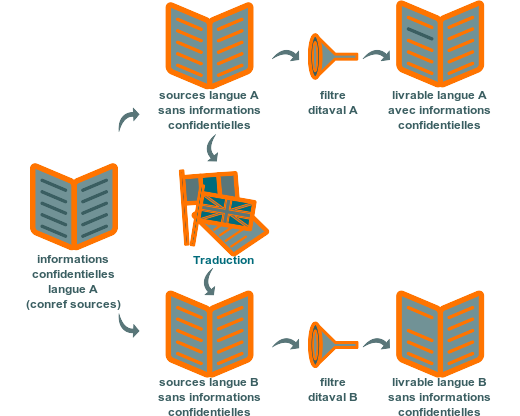 sources langue A
sans informations
confidentielles
filtre
ditaval A
livrable langue A
avec informations
confidentielles
informations
confidentielles
langue A
(conref sources)
Traduction
sources langue B
sans informations
confidentielles
filtre
ditaval B
livrable langue B
sans informations
confidentielles